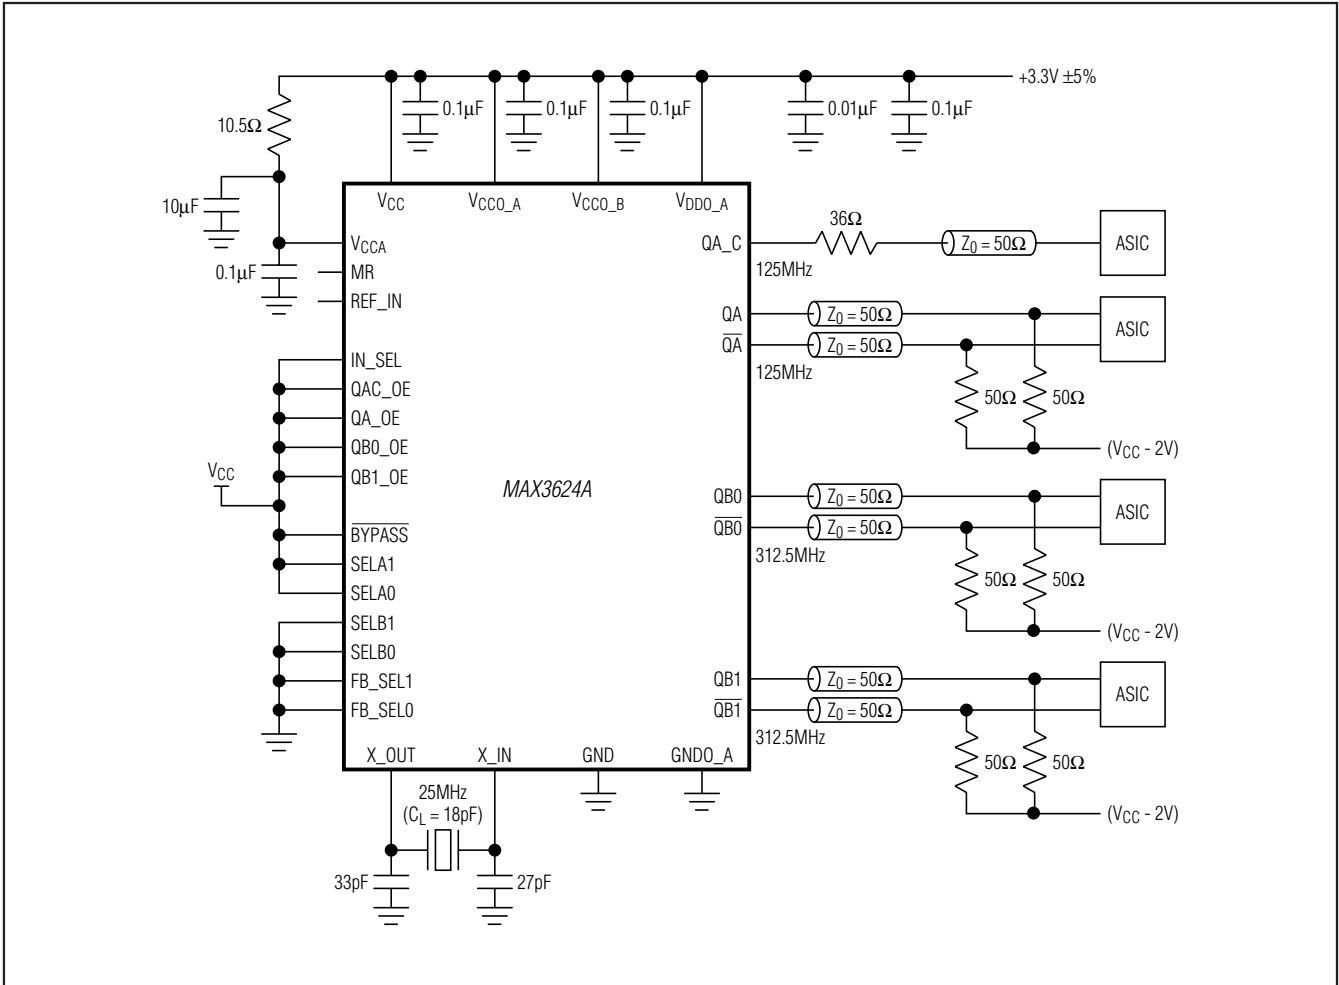 +3.3V ±5%
0.1µF
0.1µF
0.1µF
0.01µF
0.1µF
10.5Ω
10µF
0.1µF
VCC
VCCO_A
VCCO_B
VDDO_A
VCCA
MR
REF_IN
IN_SEL
QAC_OE
QA_OE
QB0_OE
QB1_OE
VCC
BYPASS
SELA1
SELA0
SELB1
SELB0
FB_SEL1
FB_SEL0
MAX3624A
QA_C
125MHz
36Ω
Z0 = 50Ω
ASIC
QA
Z0 = 50Ω
QA
Z0 = 50Ω
125MHz
ASIC
50Ω
50Ω
(VCC - 2V)
QB0
Z0 = 50Ω
QB0
Z0 = 50Ω
312.5MHz
ASIC
50Ω
50Ω
(VCC - 2V)
QB1
Z0 = 50Ω
QB1
Z0 = 50Ω
312.5MHz
ASIC
50Ω
50Ω
(VCC - 2V)
X_OUT
X_IN
GND
GNDO_A
25MHz
(CL = 18pF)
33pF
27pF